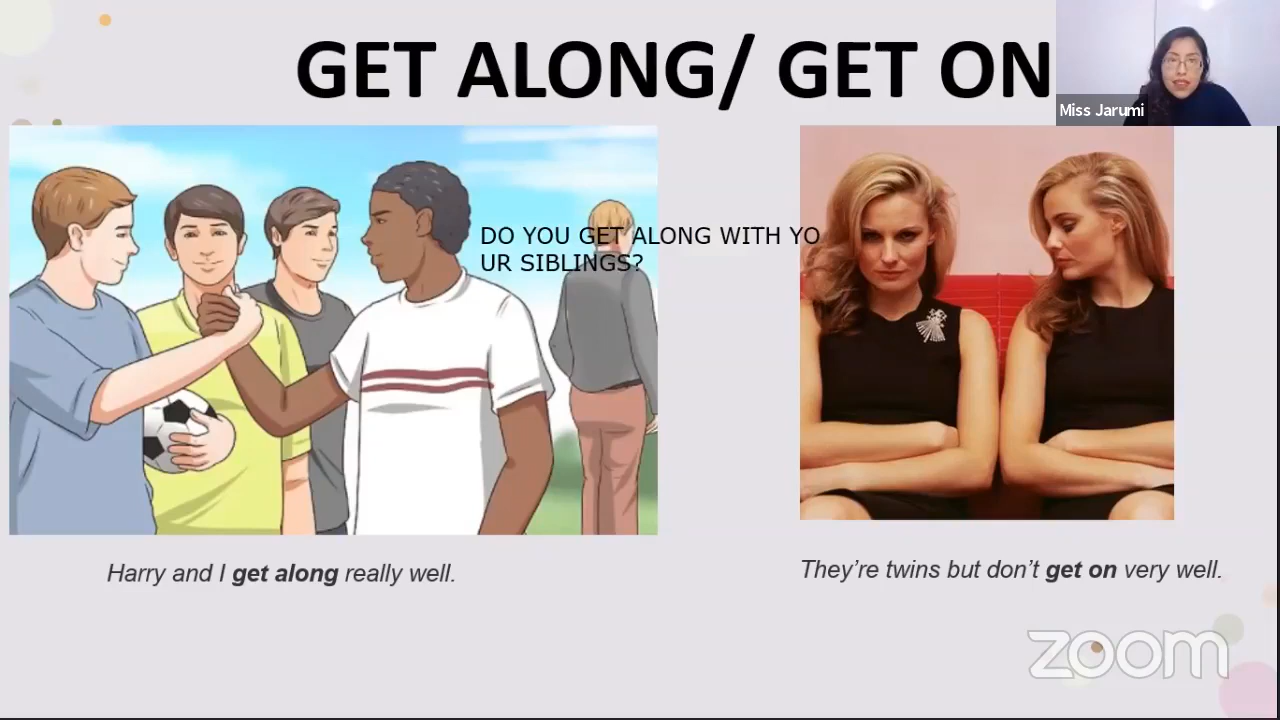 GET ALONG/ GET ON
Miss Jarumi
DO YOU GET ALONG WITH YO
UR SIBLINGS?
Harry and I get along really well.
They're twins but don't get on very well.
zoom